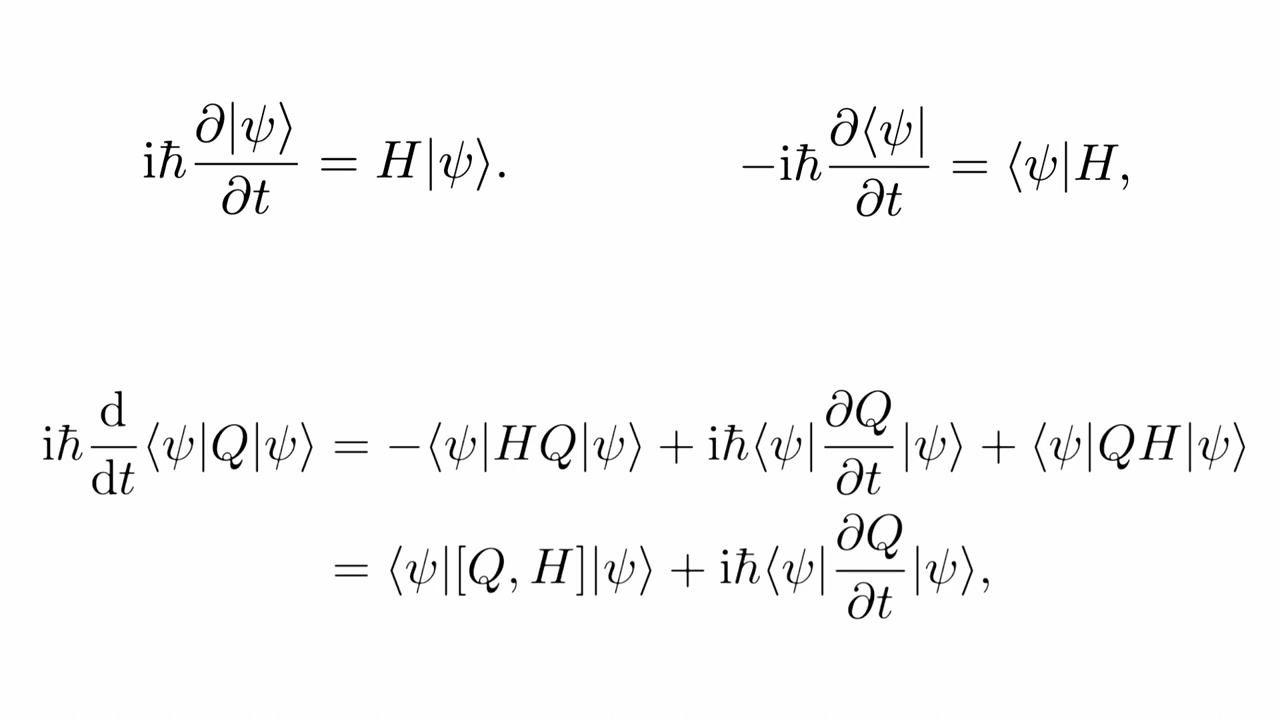 iℏ ∂|ψ⟩/∂t = H|ψ⟩.
−iℏ ∂⟨ψ|/∂t = ⟨ψ|H,
iℏ d/dt ⟨ψ|Q|ψ⟩ = −⟨ψ|HQ|ψ⟩ + iℏ⟨ψ| ∂Q/∂t |ψ⟩ + ⟨ψ|QH|ψ⟩
= ⟨ψ|[Q, H]|ψ⟩ + iℏ⟨ψ| ∂Q/∂t |ψ⟩,